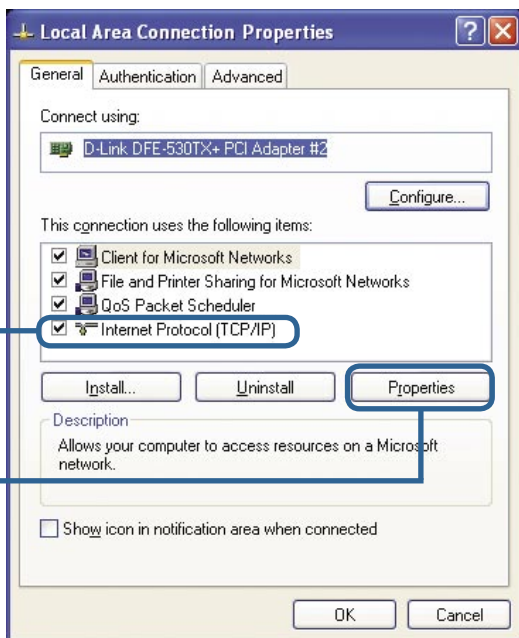 Local Area Connection Properties
General Authentication Advanced
Connect using:
D-Link DFE-530TX+ PCI Adapter #2
Configure...
This connection uses the following items:
Client for Microsoft Networks
File and Printer Sharing for Microsoft Networks
QoS Packet Scheduler
Internet Protocol (TCP/IP)
Install... Uninstall Properties
Description
Allows your computer to access resources on a Microsoft
network.
Show icon in notification area when connected
OK Cancel